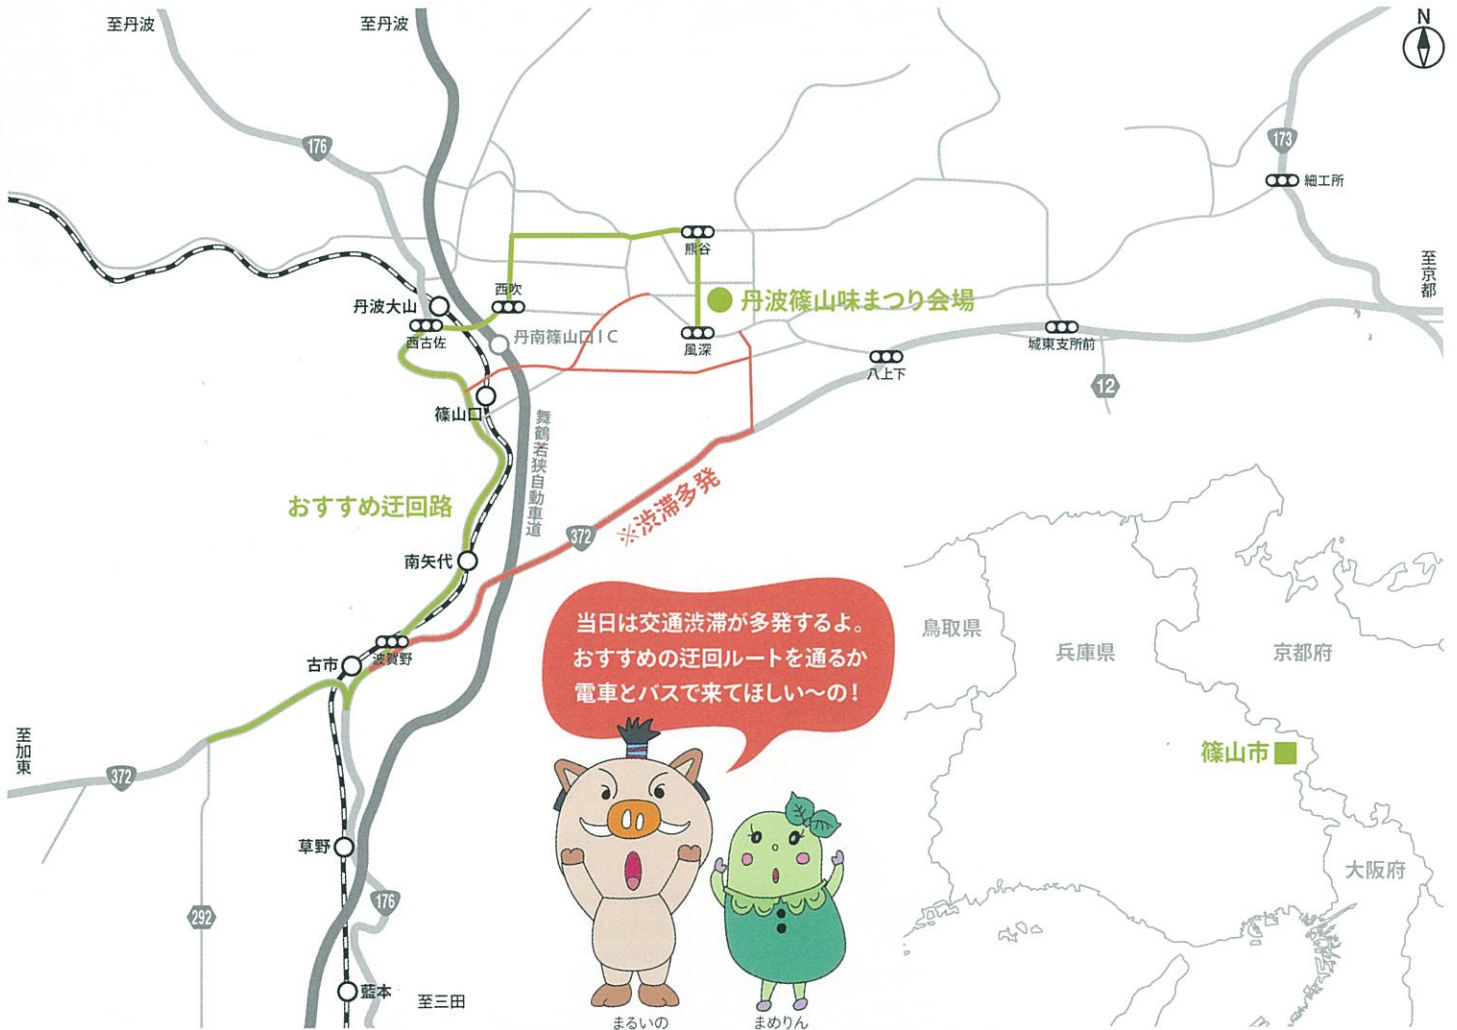 至丹波
至丹波
N
176
173
細工所
熊谷
至京都
西吹
丹波大山
丹波篠山味まつり会場
西古佐
丹南篠山口IC
風深
城東支所前
八上下
12
篠山口
舞鶴若狭自動車道
おすすめ迂回路
※渋滞多発
372
南矢代
当日は交通渋滞が多発するよ。
おすすめの迂回ルートを通るか
電車とバスで来てほしい〜の！
鳥取県
兵庫県
京都府
波賀野
古市
至加東
372
篠山市
草野
大阪府
176
292
藍本
至三田
まるいの
まめりん